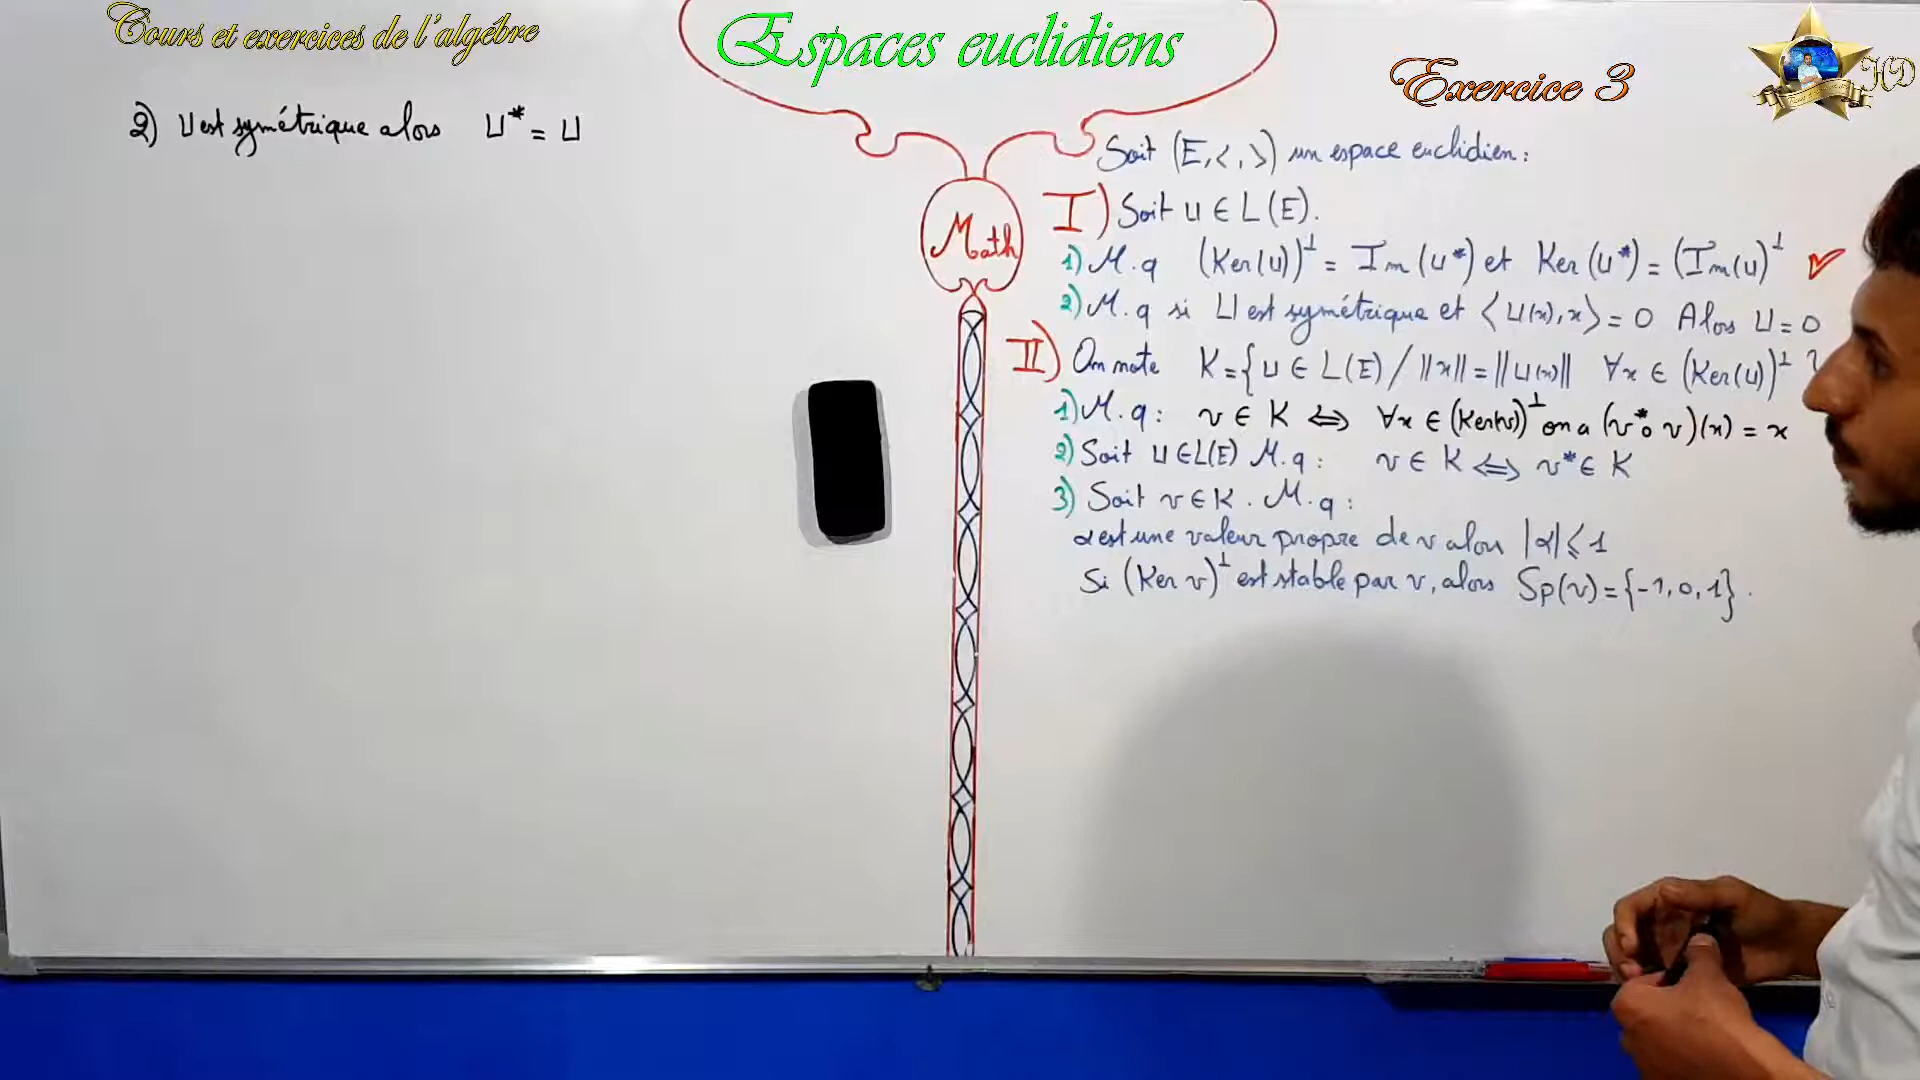 Cours et exercices de l'algébre
Espaces euclidiens
Exercice 3
HD
2) U est symétrique alors U* = U
Math
Soit (E,< , >) un espace euclidien :
I) Soit u ∈ L(E).
1) M.q (Ker(u))^⊥ = Im(u*) et Ker(u*) = (Im(u))^⊥ ✓
2) M.q si U est symétrique et ⟨U(x),x⟩ = 0 Alors U = 0
II) On note K = { u ∈ L(E) / ||x|| = ||U(x)|| ∀x ∈ (Ker(u))^⊥ }
1) M.q : v ∈ K ⇔ ∀x ∈ (Ker(v))^⊥ on a (v* o v)(x) = x
2) Soit u ∈ L(E) M.q : v ∈ K ⇔ v* ∈ K
3) Soit v ∈ K . M.q :
α est une valeur propre de v alors |α| ⩽ 1
Si (Ker v)^⊥ est stable par v, alors Sp(v) = {-1, 0, 1} .